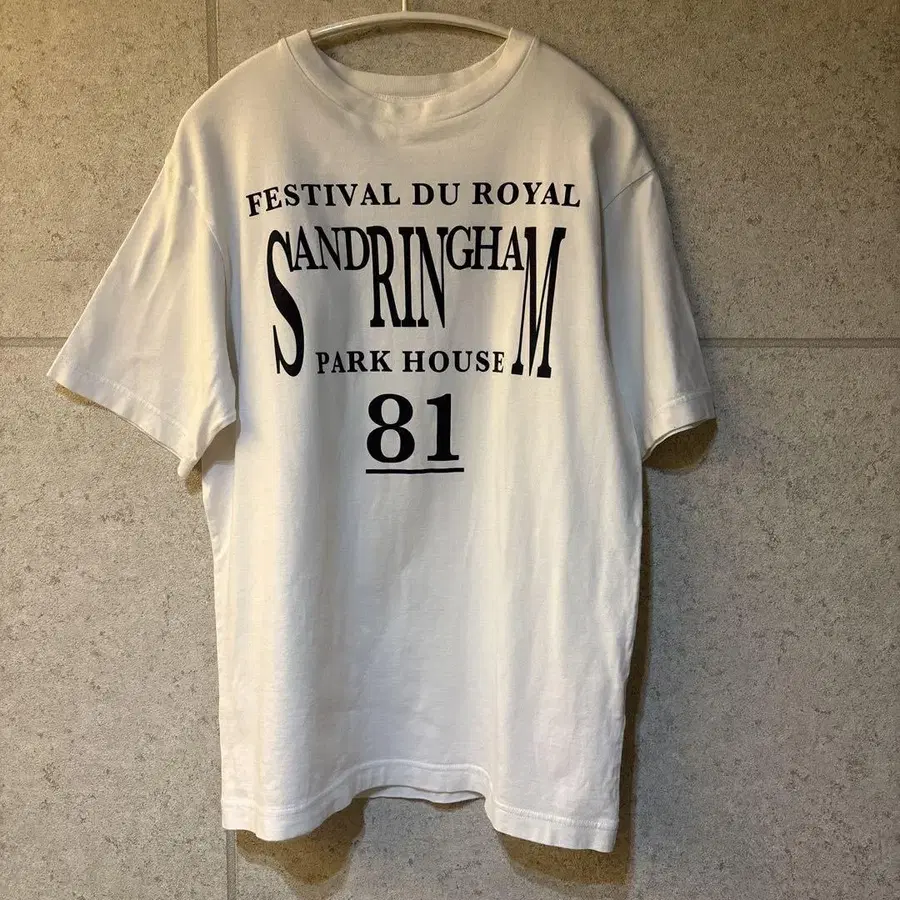 FESTIVAL DU ROYAL
SANDRINGHAM
PARK HOUSE
81